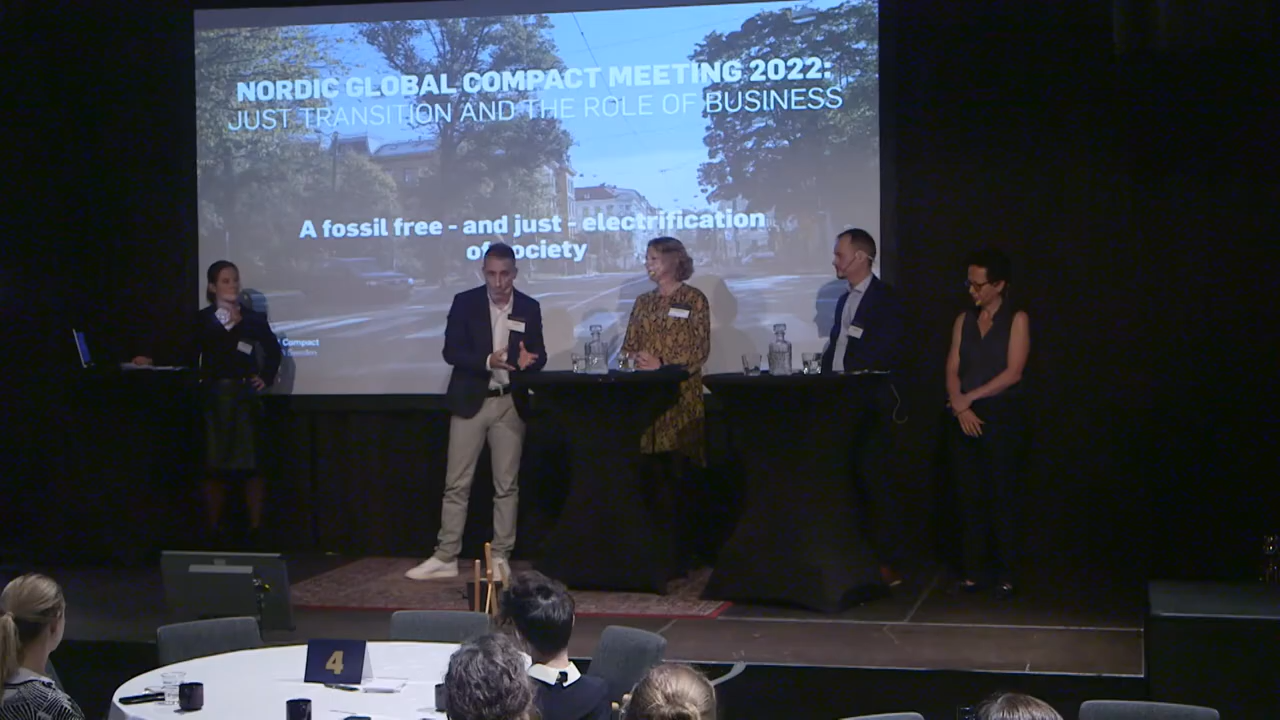 NORDIC GLOBAL COMPACT MEETING 2022:
JUST TRANSITION AND THE ROLE OF BUSINESS
A fossil free - and just - electrification
of society
Compact
Sweden
4